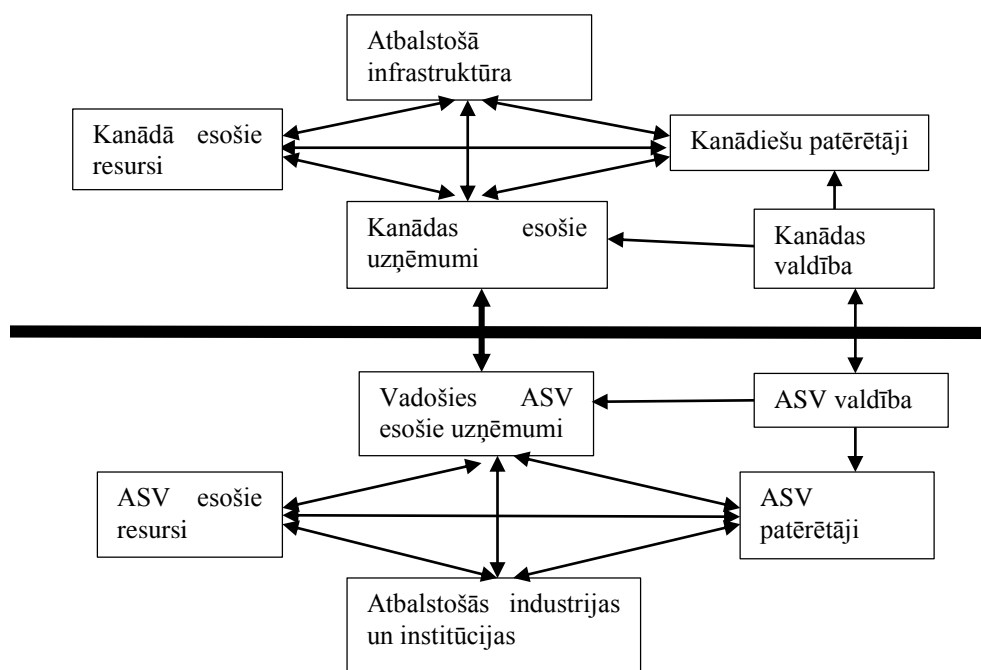 Atbalstošā
infrastruktūra
Kanādā esošie
resursi
Kanādiešu patērētāji
Kanādas esošie
uzņēmumi
Kanādas
valdība
Vadošies ASV
esošie uzņēmumi
ASV valdība
ASV esošie
resursi
ASV
patērētāji
Atbalstošās industrijas
un institūcijas